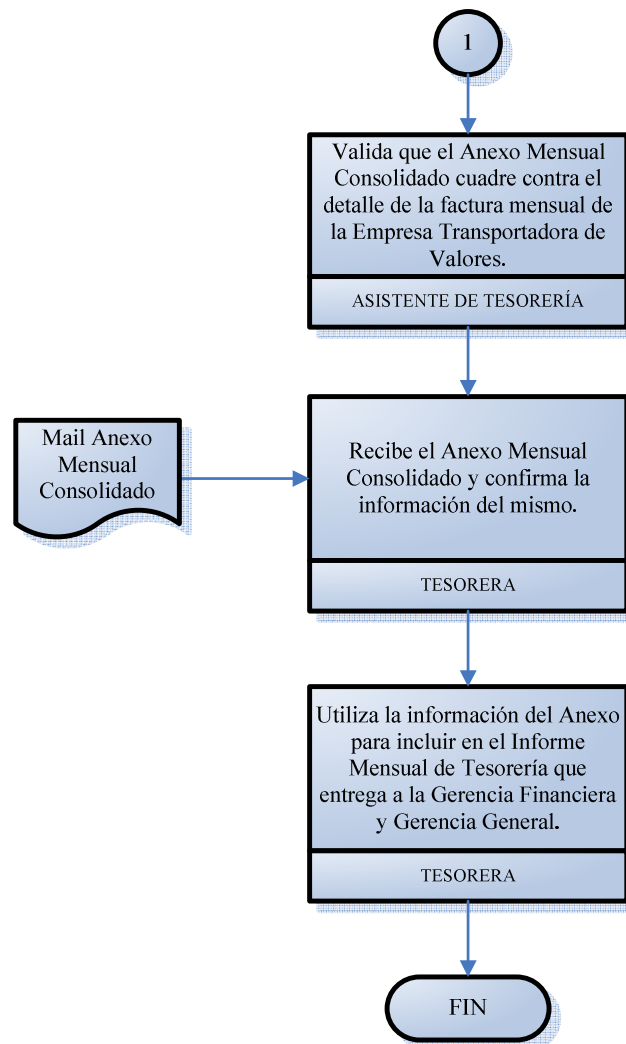 1
Valida que el Anexo Mensual
Consolidado cuadre contra el
detalle de la factura mensual de
la Empresa Transportadora de
Valores.
ASISTENTE DE TESORERÍA
Mail Anexo
Mensual
Consolidado
Recibe el Anexo Mensual
Consolidado y confirma la
información del mismo.
TESORERA
Utiliza la información del Anexo
para incluir en el Informe
Mensual de Tesorería que
entrega a la Gerencia Financiera
y Gerencia General.
TESORERA
FIN